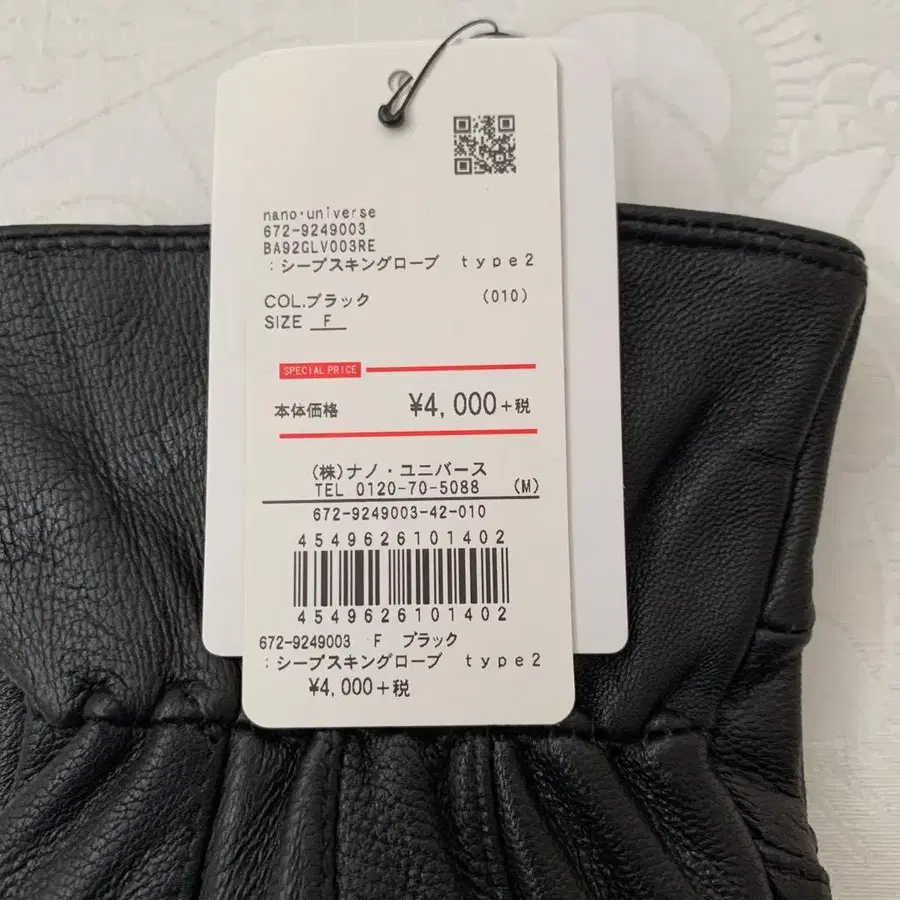 nano・universe
672-9249003
BA92GLV003RE
：シープスキングローブ　ｔｙｐｅ２
COL.ブラック (010)
SIZE F
SPECIAL PRICE
本体価格 ¥4,000+税
(株)ナノ・ユニバース
TEL 0120-70-5088 (M)
672-9249003-42-010
4549626101402
4549626101402
672-9249003 F ブラック
：シープスキングローブ　ｔｙｐｅ２
¥4,000+税